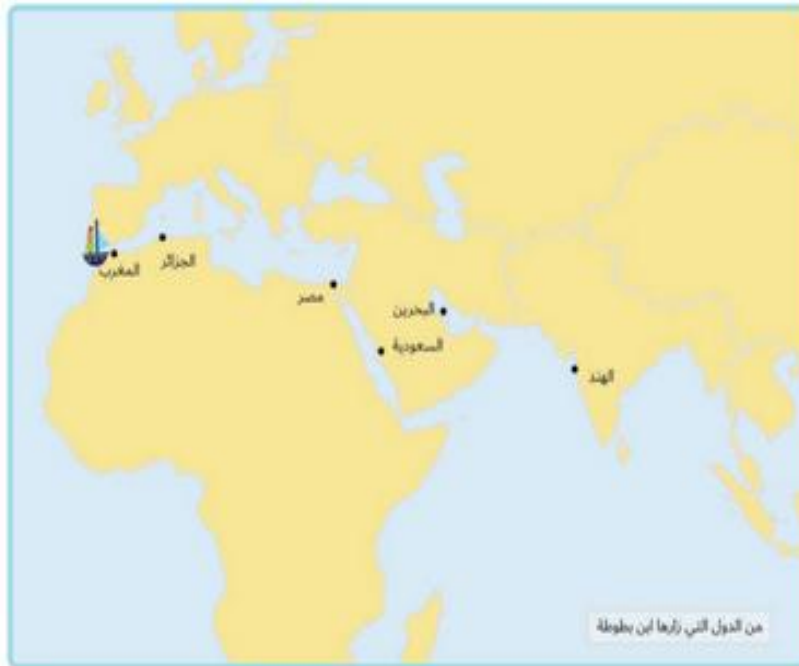 الجزائر
المغرب
مصر
البحرين
السعودية
الهند
من الدول التي زارها ابن بطوطة